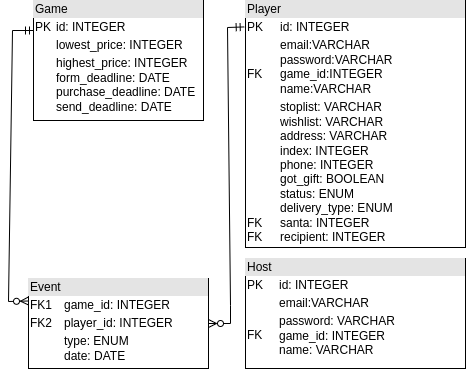 Game
PK id: INTEGER
lowest_price: INTEGER
highest_price: INTEGER
form_deadline: DATE
purchase_deadline: DATE
send_deadline: DATE
Player
PK id: INTEGER
email:VARCHAR
password:VARCHAR
FK game_id:INTEGER
name:VARCHAR
stoplist: VARCHAR
wishlist: VARCHAR
address: VARCHAR
index: INTEGER
phone: INTEGER
got_gift: BOOLEAN
status: ENUM
delivery_type: ENUM
FK santa: INTEGER
FK recipient: INTEGER
Event
FK1 game_id: INTEGER
FK2 player_id: INTEGER
type: ENUM
date: DATE
Host
PK id: INTEGER
email:VARCHAR
password: VARCHAR
FK game_id: INTEGER
name: VARCHAR